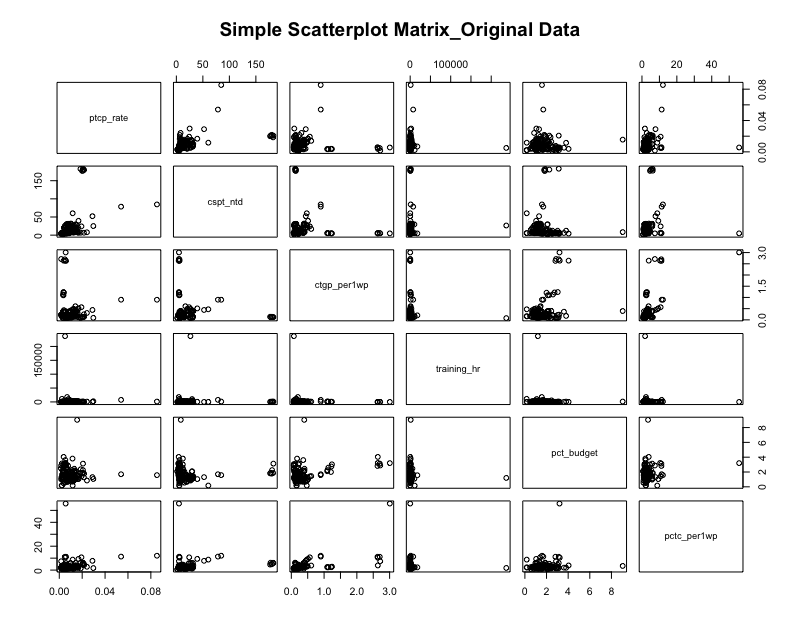 Simple Scatterplot Matrix_Original Data
0 50 100 150
0 100000
0 20 40
ptcp_rate
0.00 0.04 0.08
0 50 150
cspt_ntd
ctgp_per1wp
0.0 1.5 3.0
0 150000
training_hr
pct_budget
0 2 4 6 8
0 20 40
pctc_per1wp
0.00 0.04 0.08
0.0 1.0 2.0 3.0
0 2 4 6 8